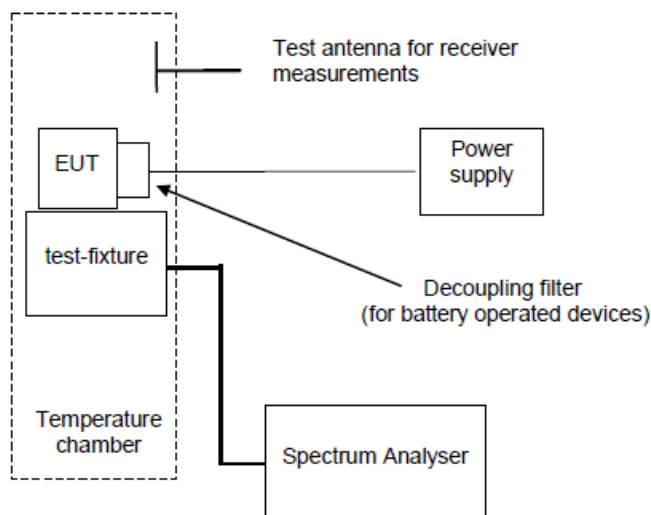 Test antenna for receiver
measurements
EUT
Power
supply
test-fixture
Decoupling filter
(for battery operated devices)
Temperature
chamber
Spectrum Analyser